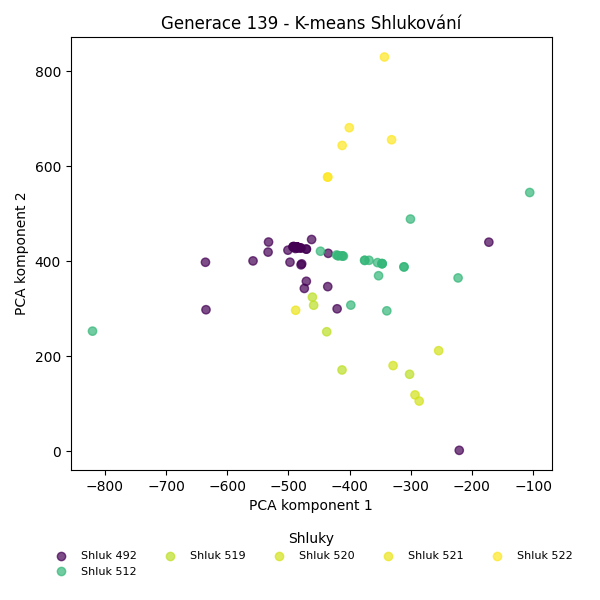 Generace 139 - K-means Shlukování
800
600
400
200
0
PCA komponent 2
−800 −700 −600 −500 −400 −300 −200 −100
PCA komponent 1
Shluky
Shluk 492 Shluk 519 Shluk 520 Shluk 521 Shluk 522
Shluk 512